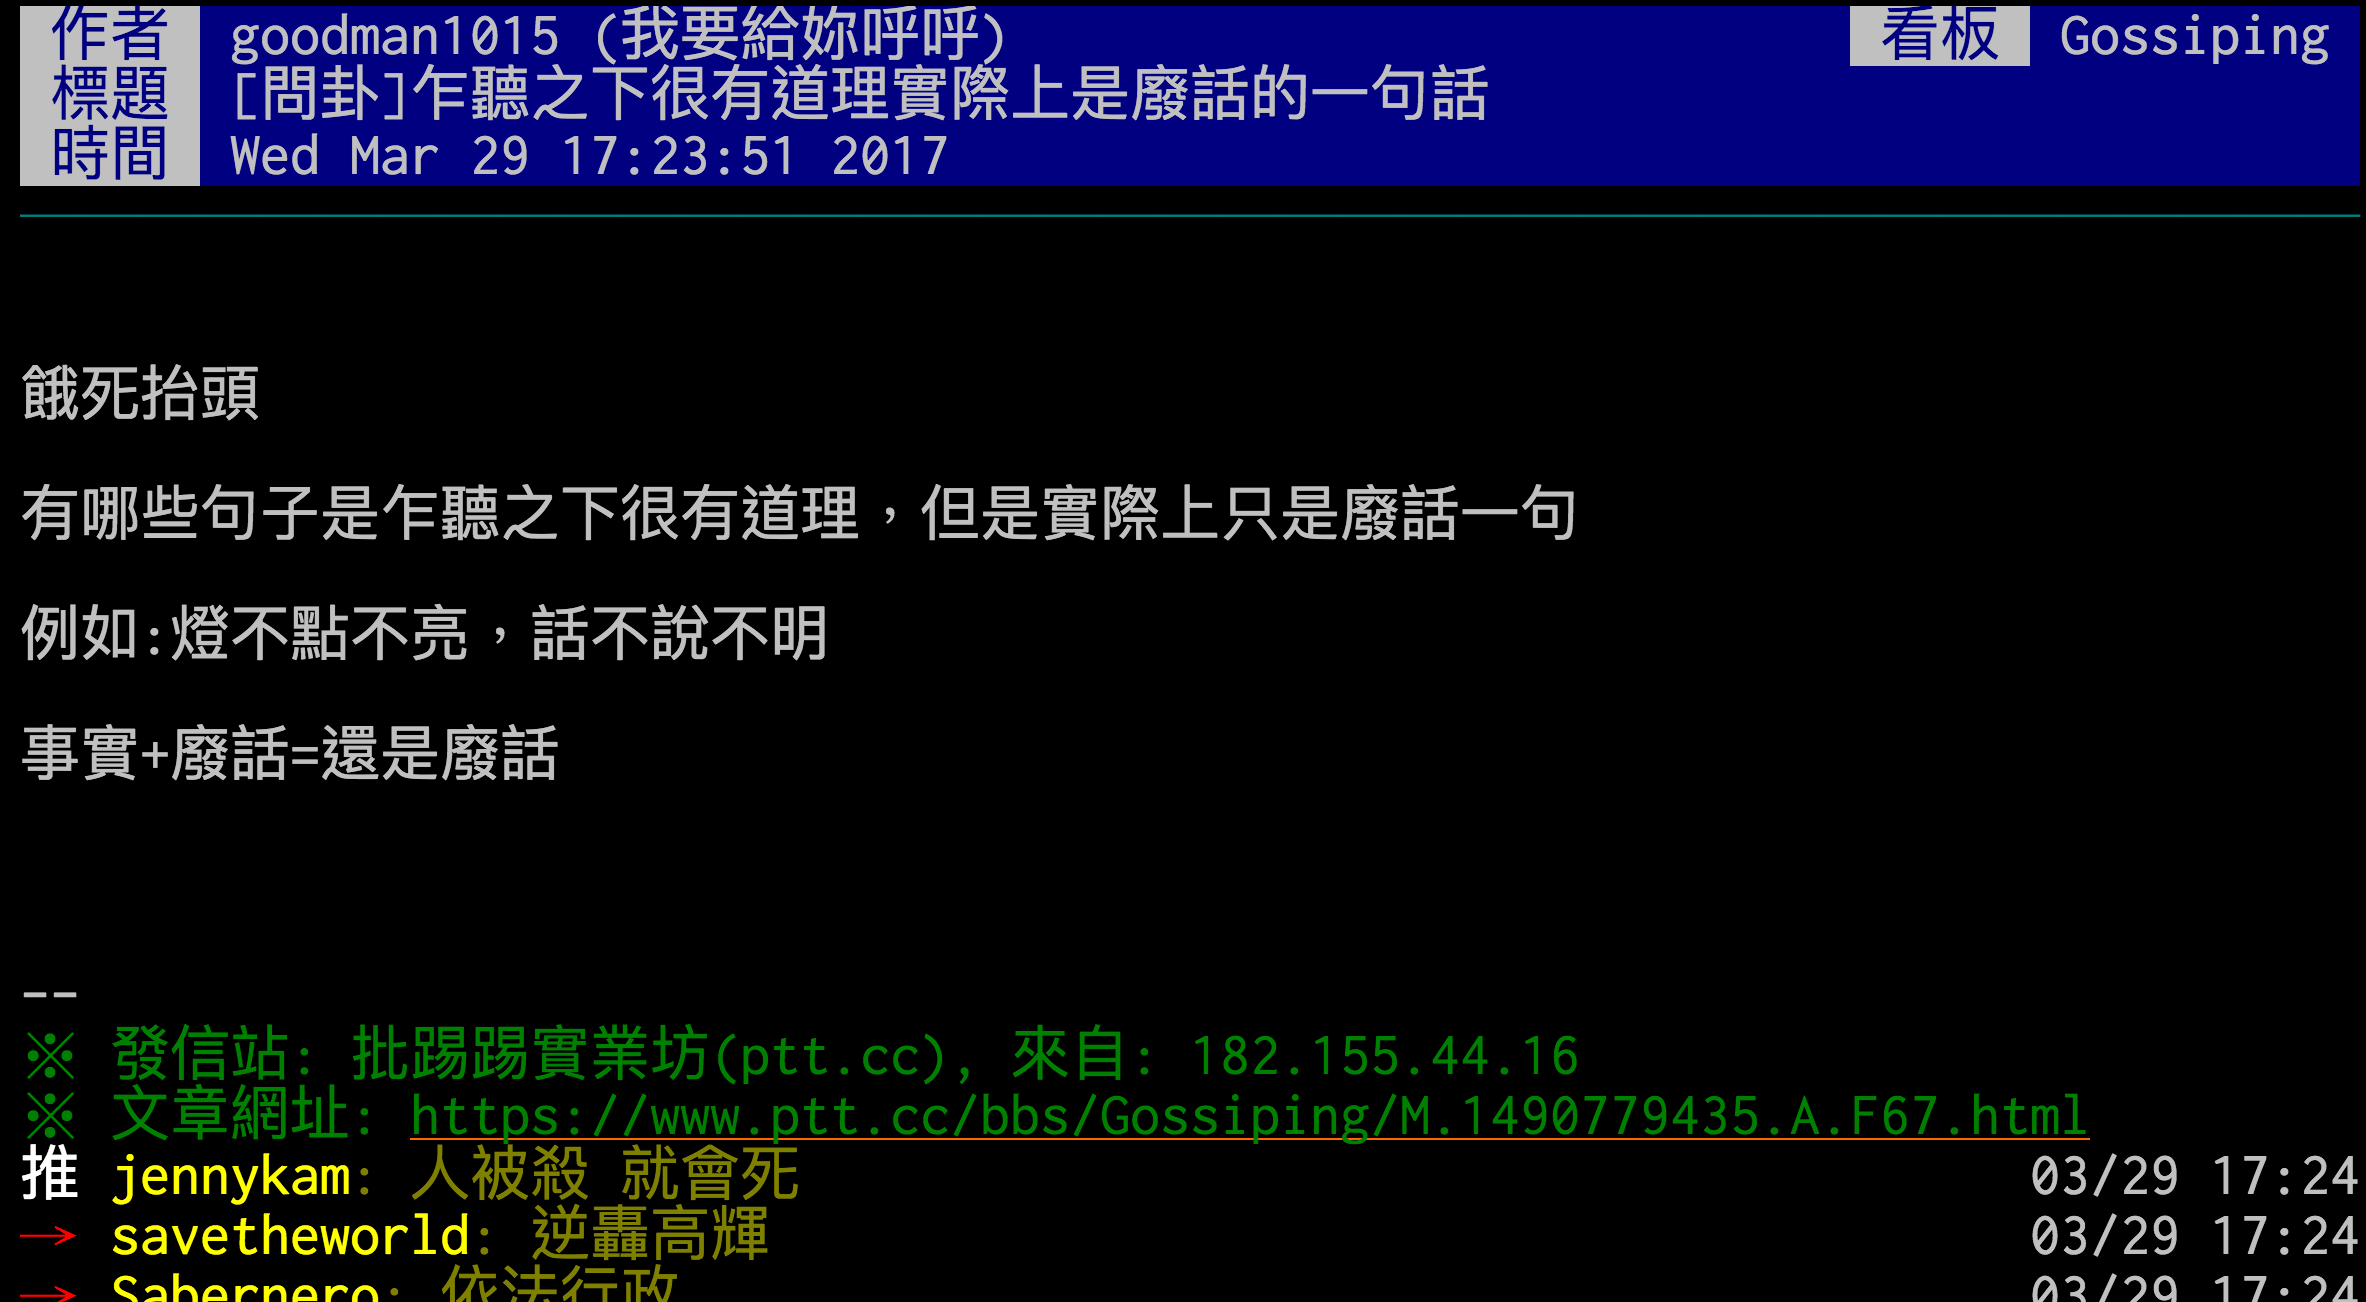 作者 goodman1015 (我要給妳呼呼) 看板 Gossiping
標題 [問卦]乍聽之下很有道理實際上是廢話的一句話
時間 Wed Mar 29 17:23:51 2017
餓死抬頭
有哪些句子是乍聽之下很有道理，但是實際上只是廢話一句
例如:燈不點不亮，話不說不明
事實+廢話=還是廢話
--
※ 發信站: 批踢踢實業坊(ptt.cc), 來自: 182.155.44.16
※ 文章網址: https://www.ptt.cc/bbs/Gossiping/M.1490779435.A.F67.html
推 jennykam: 人被殺 就會死 03/29 17:24
→ savetheworld: 逆轟高輝 03/29 17:24
→ Sabernero: 依法行政 03/29 17:24